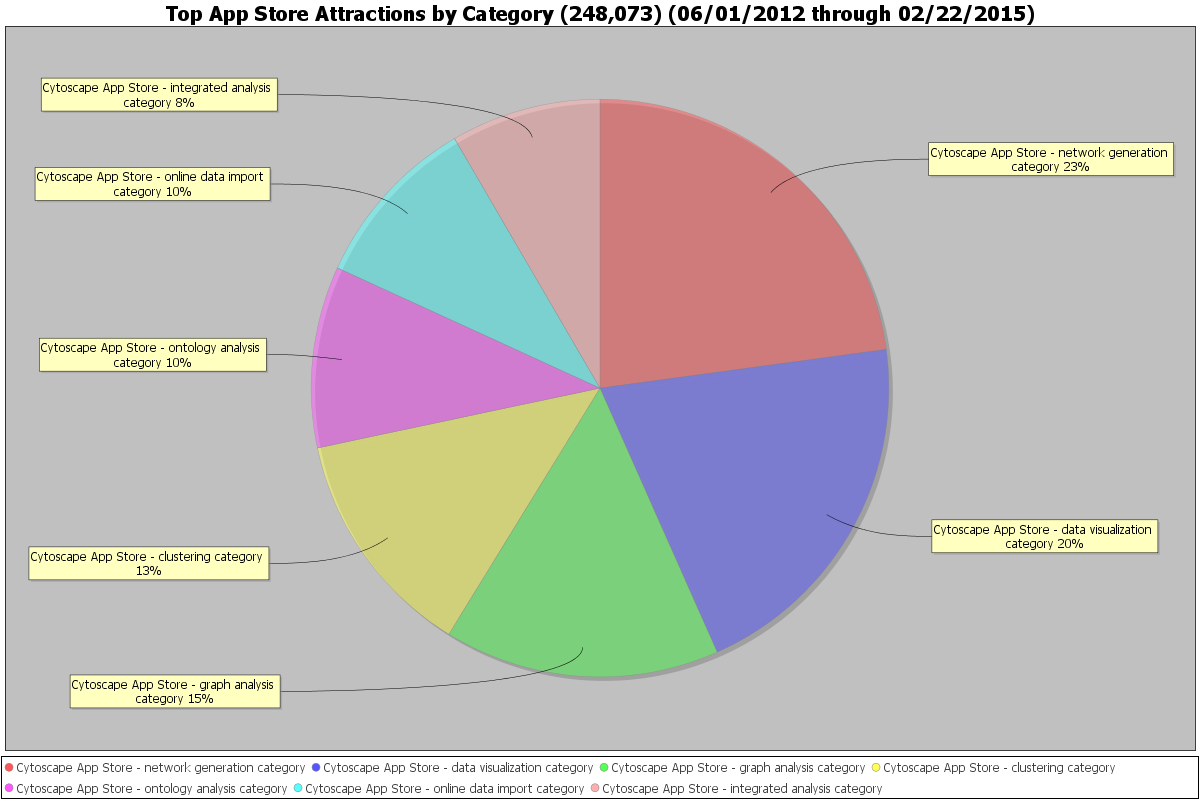 Top App Store Attractions by Category (248,073) (06/01/2012 through 02/22/2015)
Cytoscape App Store - integrated analysis
category 8%
Cytoscape App Store - network generation
category 23%
Cytoscape App Store - online data import
category 10%
Cytoscape App Store - ontology analysis
category 10%
Cytoscape App Store - data visualization
category 20%
Cytoscape App Store - clustering category
13%
Cytoscape App Store - graph analysis
category 15%
Cytoscape App Store - network generation category Cytoscape App Store - data visualization category Cytoscape App Store - graph analysis category Cytoscape App Store - clustering category
Cytoscape App Store - ontology analysis category Cytoscape App Store - online data import category Cytoscape App Store - integrated analysis category